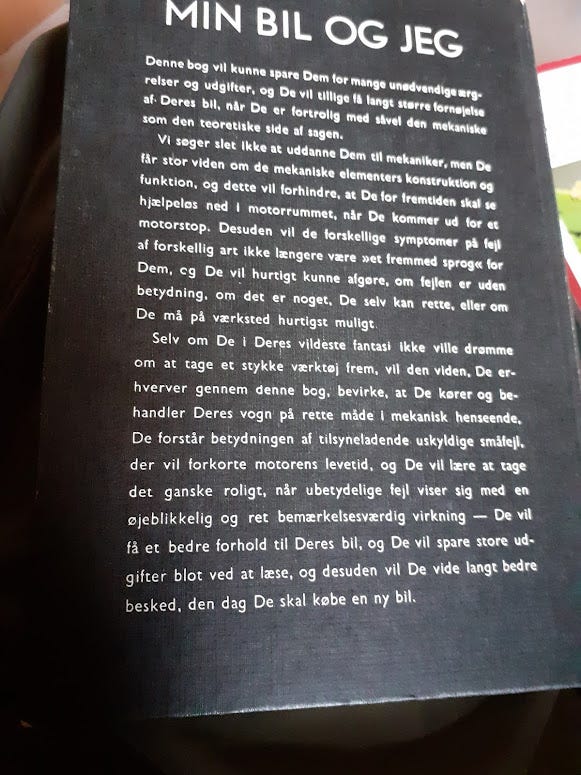 MIN BIL OG JEG
Denne bog vil kunne spare Dem for mange unødvendige ærg-
relser og udgifter, og De vil tillige få langt større fornøjelse
af Deres bil, når De er fortrolig med såvel den mekaniske
som den teoretiske side af sagen.
Vi søger slet ikke at uddanne Dem til mekaniker, men De
får stor viden om de mekaniske elementers konstruktion og
funktion, og dette vil forhindre, at De for fremtiden skal se
hjælpeløs ned i motorrummet, når De kommer ud for et
motorstop. Desuden vil de forskellige symptomer på fejl
af forskellig art ikke længere være »et fremmed sprog« for
Dem, og De vil hurtigt kunne afgøre, om fejlen er uden
betydning, om det er noget, De selv kan rette, eller om
De må på værksted hurtigst muligt.
Selv om De i Deres vildeste fantasi ikke ville drømme
om at tage et stykke værktøj frem, vil den viden, De er-
hverver gennem denne bog, bevirke, at De kører og be-
handler Deres vogn på rette måde i mekanisk henseende,
De forstår betydningen af tilsyneladende uskyldige småfejl,
der vil forkorte motorens levetid, og De vil lære at tage
det ganske roligt, når ubetydelige fejl viser sig med en
øjeblikkelig og ret bemærkelsesværdig virkning — De vil
få et bedre forhold til Deres bil, og De vil spare store ud-
gifter blot ved at læse, og desuden vil De vide langt bedre
besked, den dag De skal købe en ny bil.